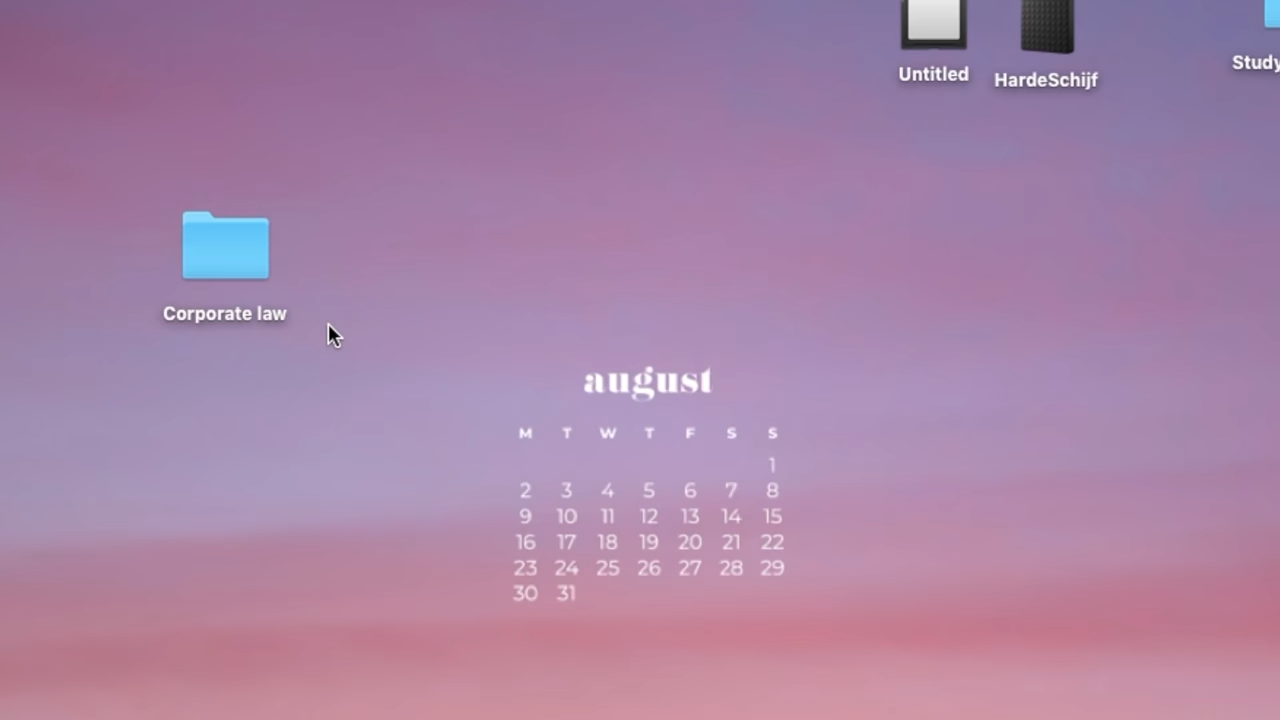 Untitled
HardeSchijf
Study
Corporate law
august
M T W T F S S
1
2 3 4 5 6 7 8
9 10 11 12 13 14 15
16 17 18 19 20 21 22
23 24 25 26 27 28 29
30 31